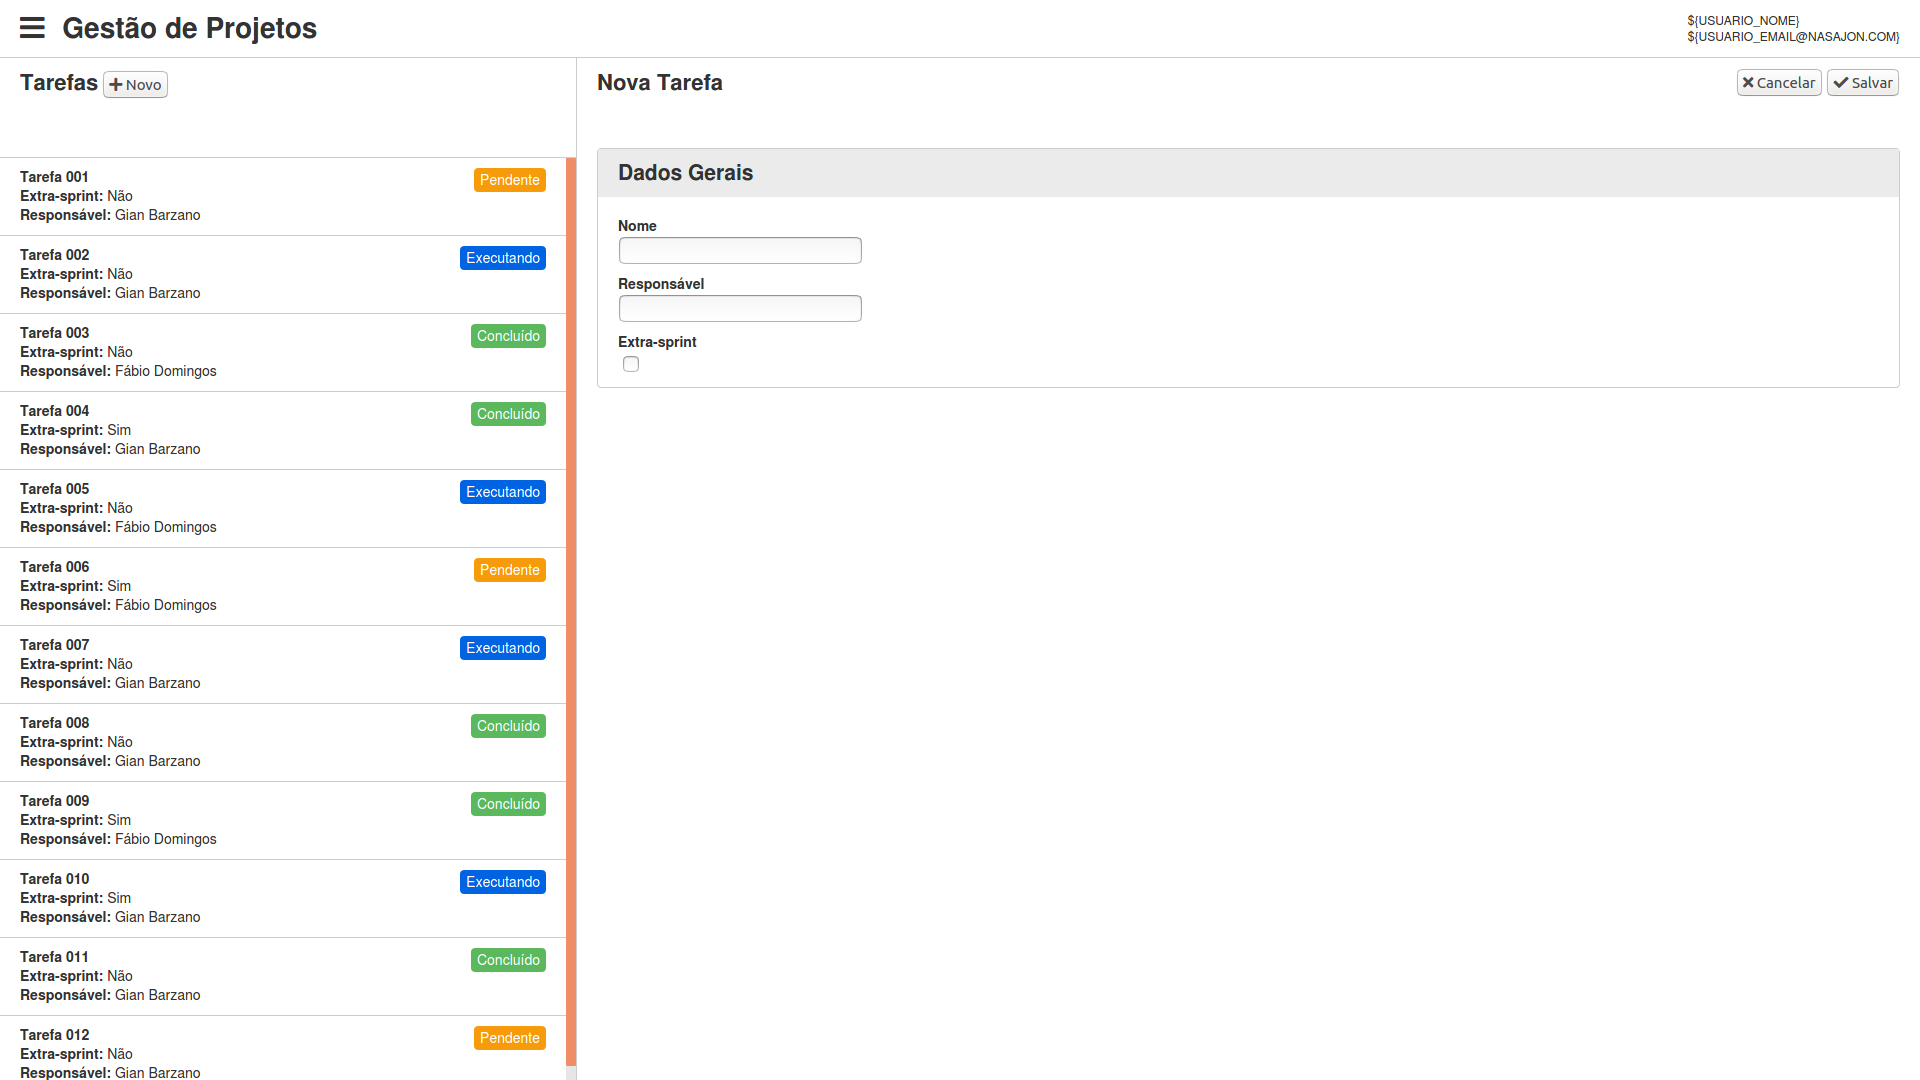 Gestão de Projetos
${USUARIO_NOME}
${USUARIO_EMAIL@NASAJON.COM}
Tarefas Novo
Tarefa 001 Pendente
Extra-sprint: Não
Responsável: Gian Barzano
Tarefa 002 Executando
Extra-sprint: Não
Responsável: Gian Barzano
Tarefa 003 Concluído
Extra-sprint: Não
Responsável: Fábio Domingos
Tarefa 004 Concluído
Extra-sprint: Sim
Responsável: Gian Barzano
Tarefa 005 Executando
Extra-sprint: Não
Responsável: Fábio Domingos
Tarefa 006 Pendente
Extra-sprint: Sim
Responsável: Fábio Domingos
Tarefa 007 Executando
Extra-sprint: Não
Responsável: Gian Barzano
Tarefa 008 Concluído
Extra-sprint: Não
Responsável: Gian Barzano
Tarefa 009 Concluído
Extra-sprint: Sim
Responsável: Fábio Domingos
Tarefa 010 Executando
Extra-sprint: Sim
Responsável: Gian Barzano
Tarefa 011 Concluído
Extra-sprint: Não
Responsável: Gian Barzano
Tarefa 012 Pendente
Extra-sprint: Não
Responsável: Gian Barzano
Nova Tarefa Cancelar Salvar
Dados Gerais
Nome
Responsável
Extra-sprint